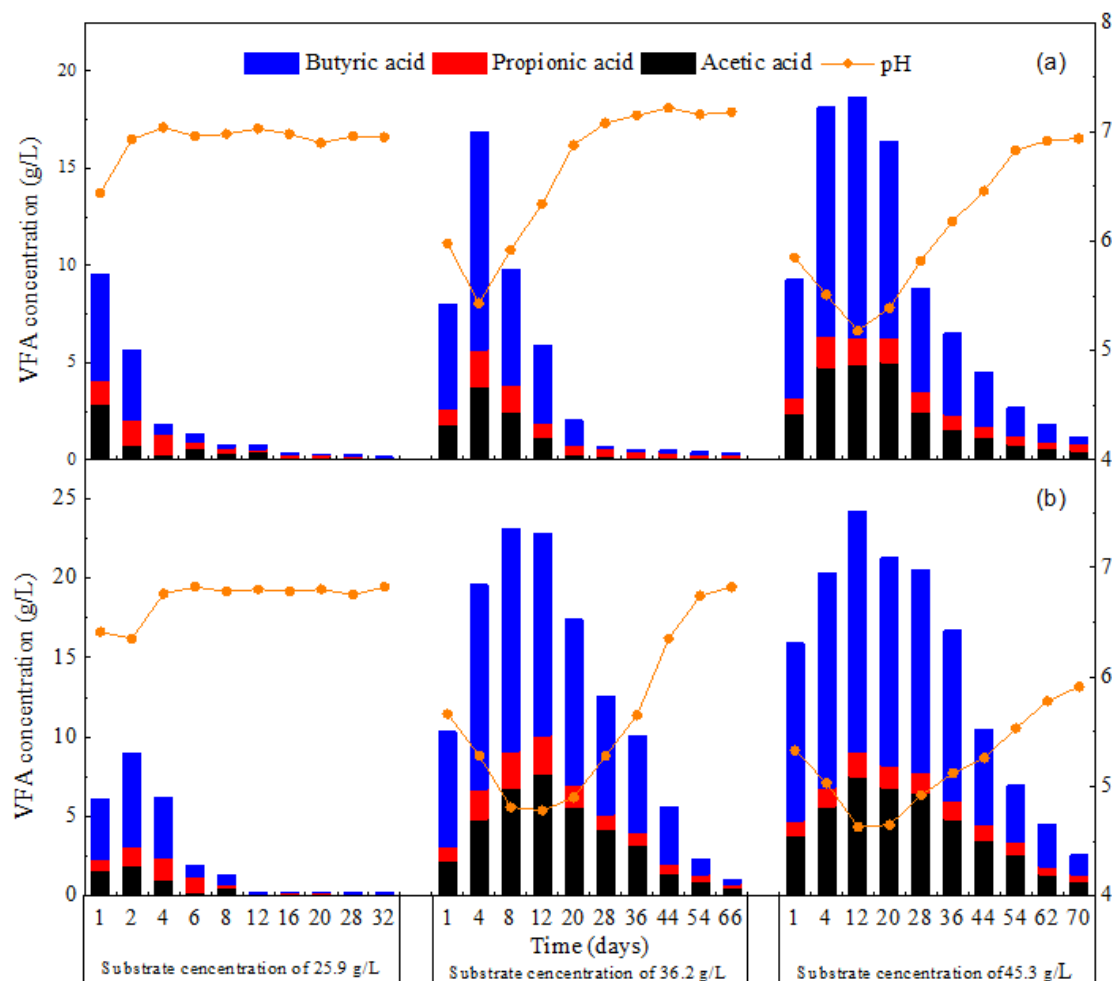 8
Butyric acid Propionic acid Acetic acid pH (a)
20
7
15
6
10
5
5
0 4
VFA concentration (g/L)
25 (b)
20
7
15
6
10
5
5
0 4
VFA concentration (g/L)
1 2 4 6 8 12 16 20 28 32 1 4 8 12 20 28 36 44 54 66 1 4 12 20 28 36 44 54 62 70
Time (days)
Substrate cencentration of 25.9 g/L Substrate cencentration of 36.2 g/L Substrate cencentration of 45.3 g/L